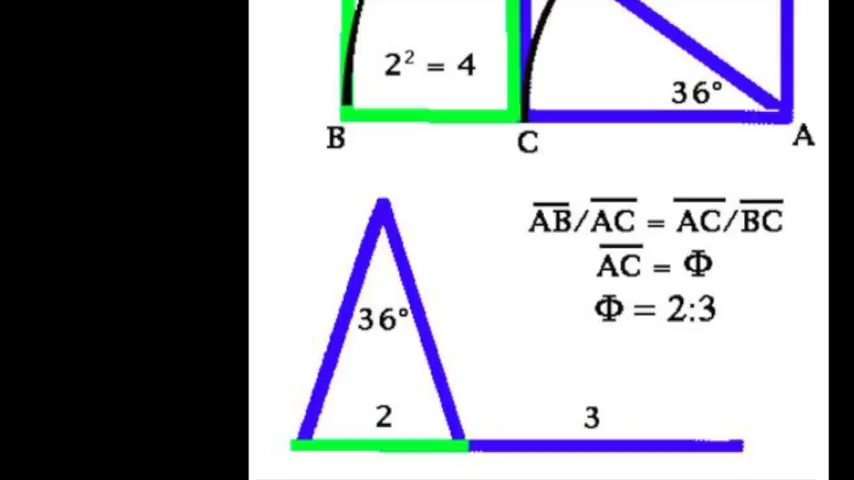 2² = 4
36°
B
C
A
AB/AC = AC/BC
AC = Φ
36°
Φ = 2:3
2
3